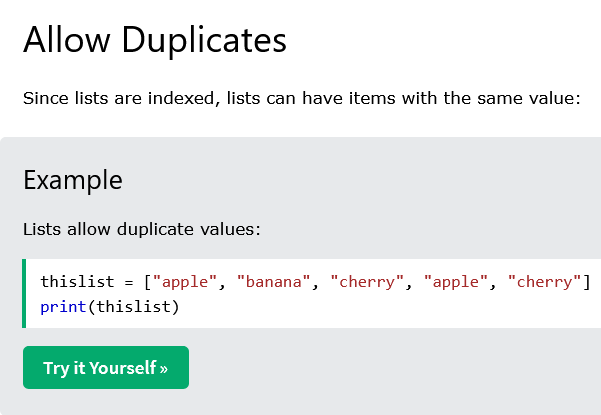 Allow Duplicates
Since lists are indexed, lists can have items with the same value:
Example
Lists allow duplicate values:
thislist = ["apple", "banana", "cherry", "apple", "cherry"]
print(thislist)
Try it Yourself »